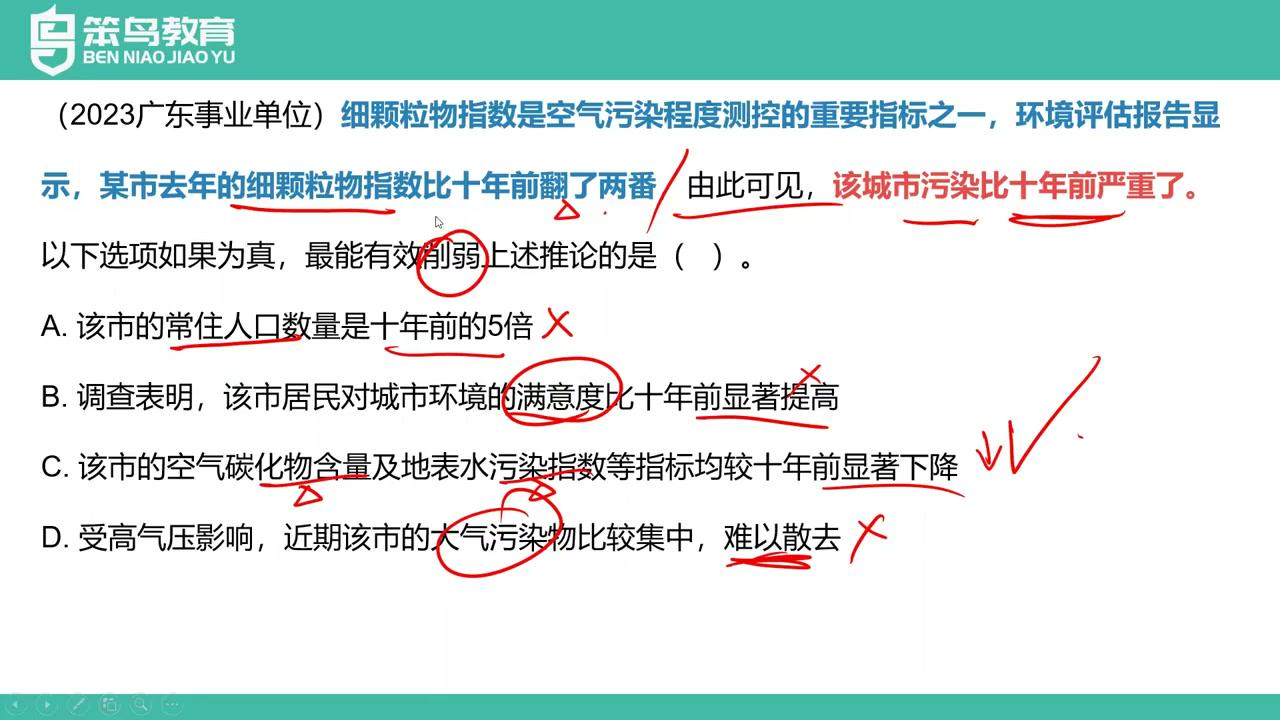 笨鸟教育
BEN NIAO JIAO YU
（2023广东事业单位）细颗粒物指数是空气污染程度测控的重要指标之一，环境评估报告显
示，某市去年的细颗粒物指数比十年前翻了两番 由此可见，该城市污染比十年前严重了。
以下选项如果为真，最能有效削弱上述推论的是（ ）。
A. 该市的常住人口数量是十年前的5倍
B. 调查表明，该市居民对城市环境的满意度比十年前显著提高
C. 该市的空气碳化物含量及地表水污染指数等指标均较十年前显著下降
D. 受高气压影响，近期该市的大气污染物比较集中，难以散去